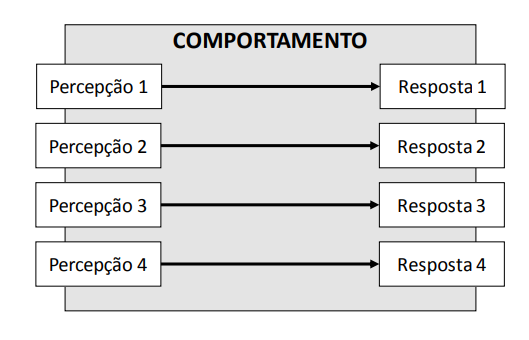 COMPORTAMENTO
Percepção 1
Resposta 1
Percepção 2
Resposta 2
Percepção 3
Resposta 3
Percepção 4
Resposta 4